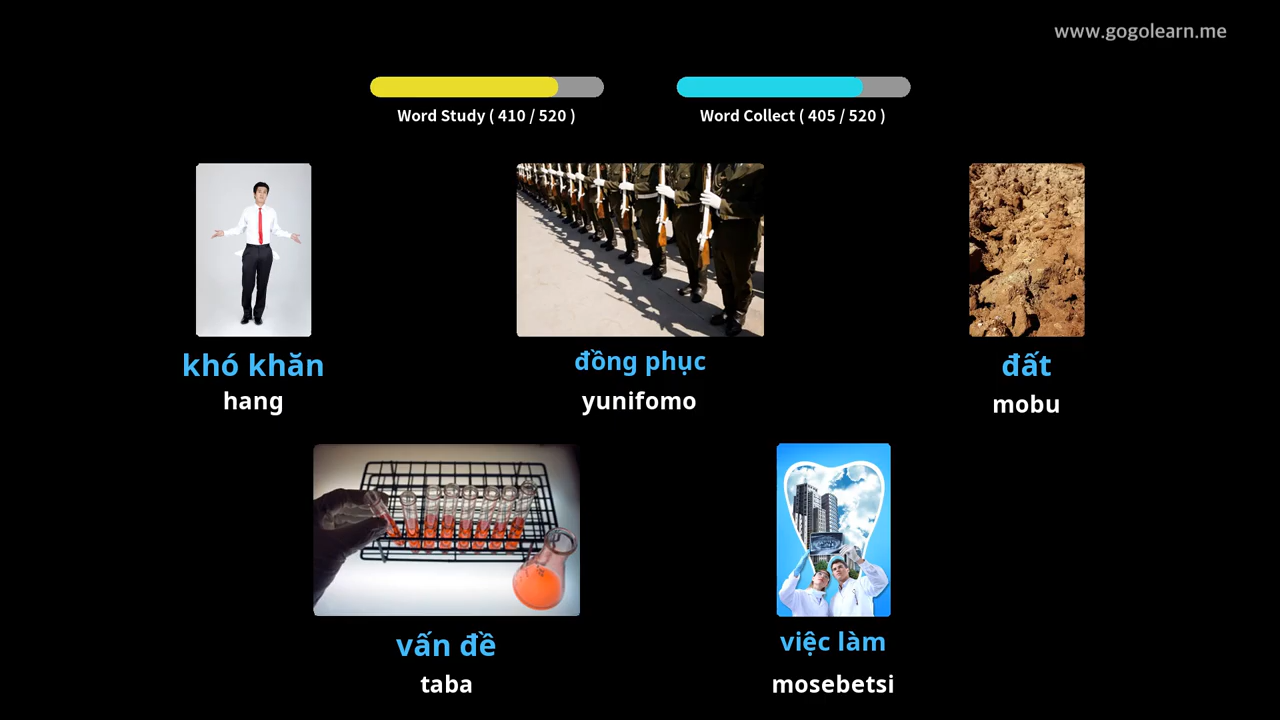 www.gogolearn.me
Word Study ( 410 / 520 )
Word Collect ( 405 / 520 )
khó khăn
hang
đồng phục
yunifomo
đất
mobu
vấn đề
taba
việc làm
mosebetsi